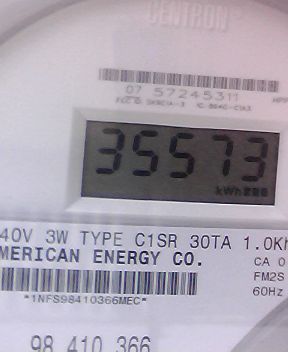 CENTRON
07 57245311
35573
kWh
40V 3W TYPE C1SR 30TA 1.0Kh
MERICAN ENERGY CO.
CA 0
FM2S
*1NFS98410366MEC*
60Hz
98 410 366